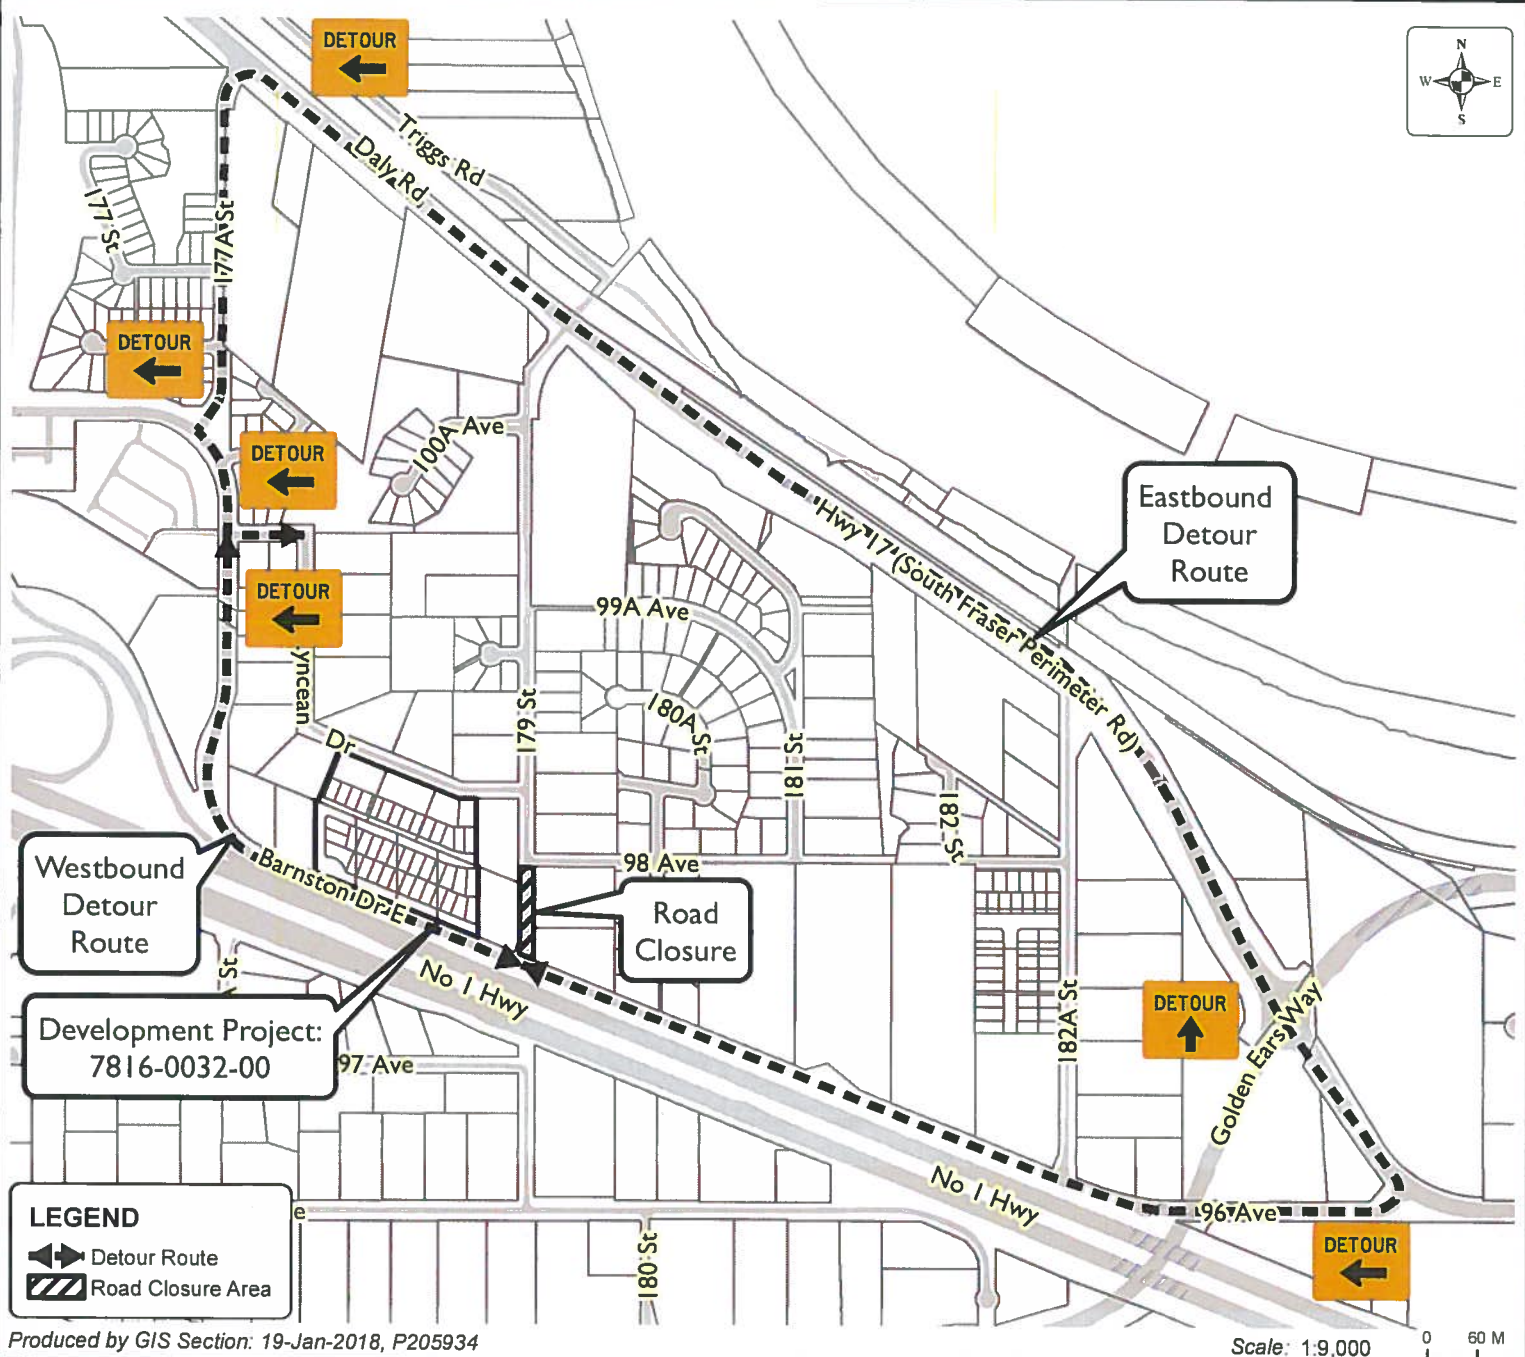 DETOUR
N
W E
S
Triggs Rd
Daly Rd
177 St
177A St
DETOUR
100A Ave
DETOUR
Eastbound
Detour
Route
Hwy 17 (South Fraser Perimeter Rd)
DETOUR
99A Ave
yncean
Dr
179 St
180A St
181 St
182 St
98 Ave
Westbound
Detour
Route
Barnston Dr E
Road
Closure
No 1 Hwy
St
Development Project:
7816-0032-00
97 Ave
182A St
DETOUR
Golden Ears Way
No 1 Hwy
96 Ave
DETOUR
e
180 St
LEGEND
Detour Route
Road Closure Area
Produced by GIS Section: 19-Jan-2018, P205934
Scale: 1:9,000
0 60 M